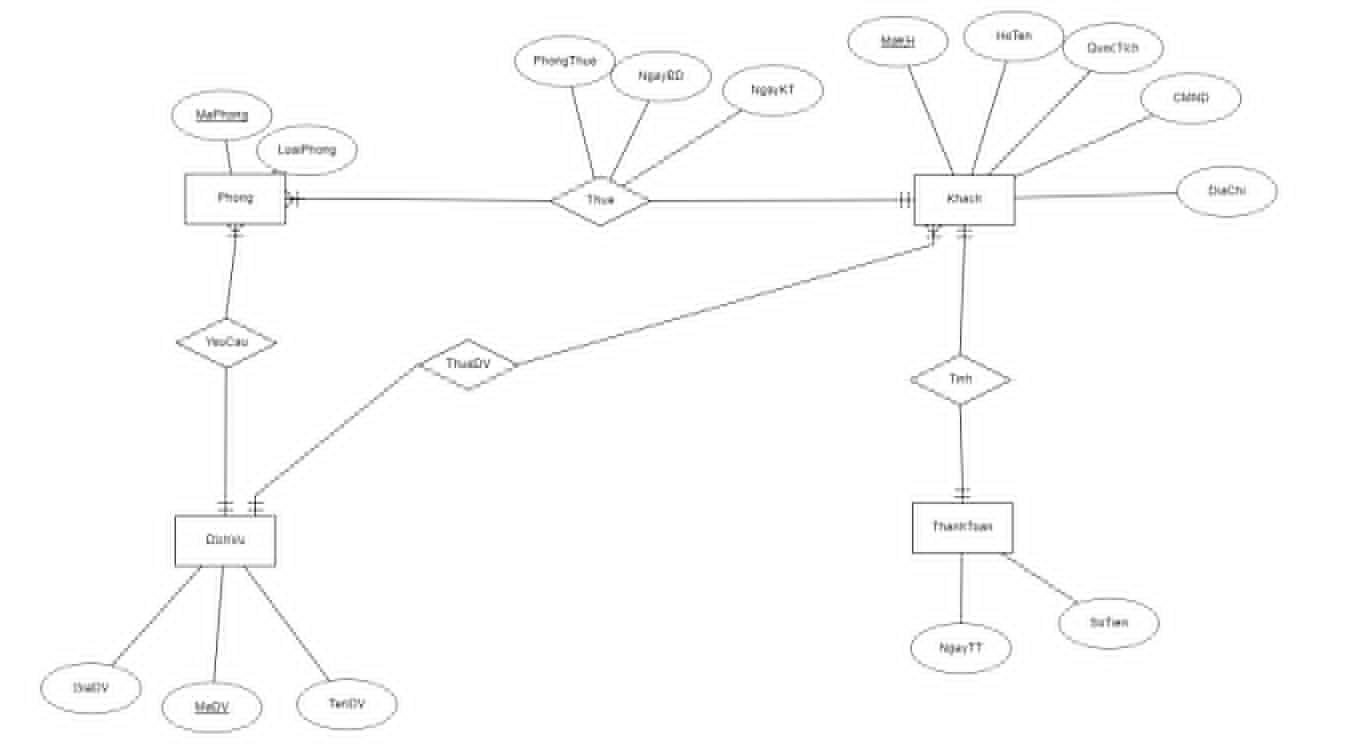 MaKH
HoTen
QuocTich
PhongThue
NgayBD
NgayKT
CMND
MaPhong
LoaiPhong
Phong
Thue
Khach
DiaChi
YeuCau
ThueDV
Tinh
ThanhToan
DichVu
NgayTT
SoTien
MaDV
TenDV